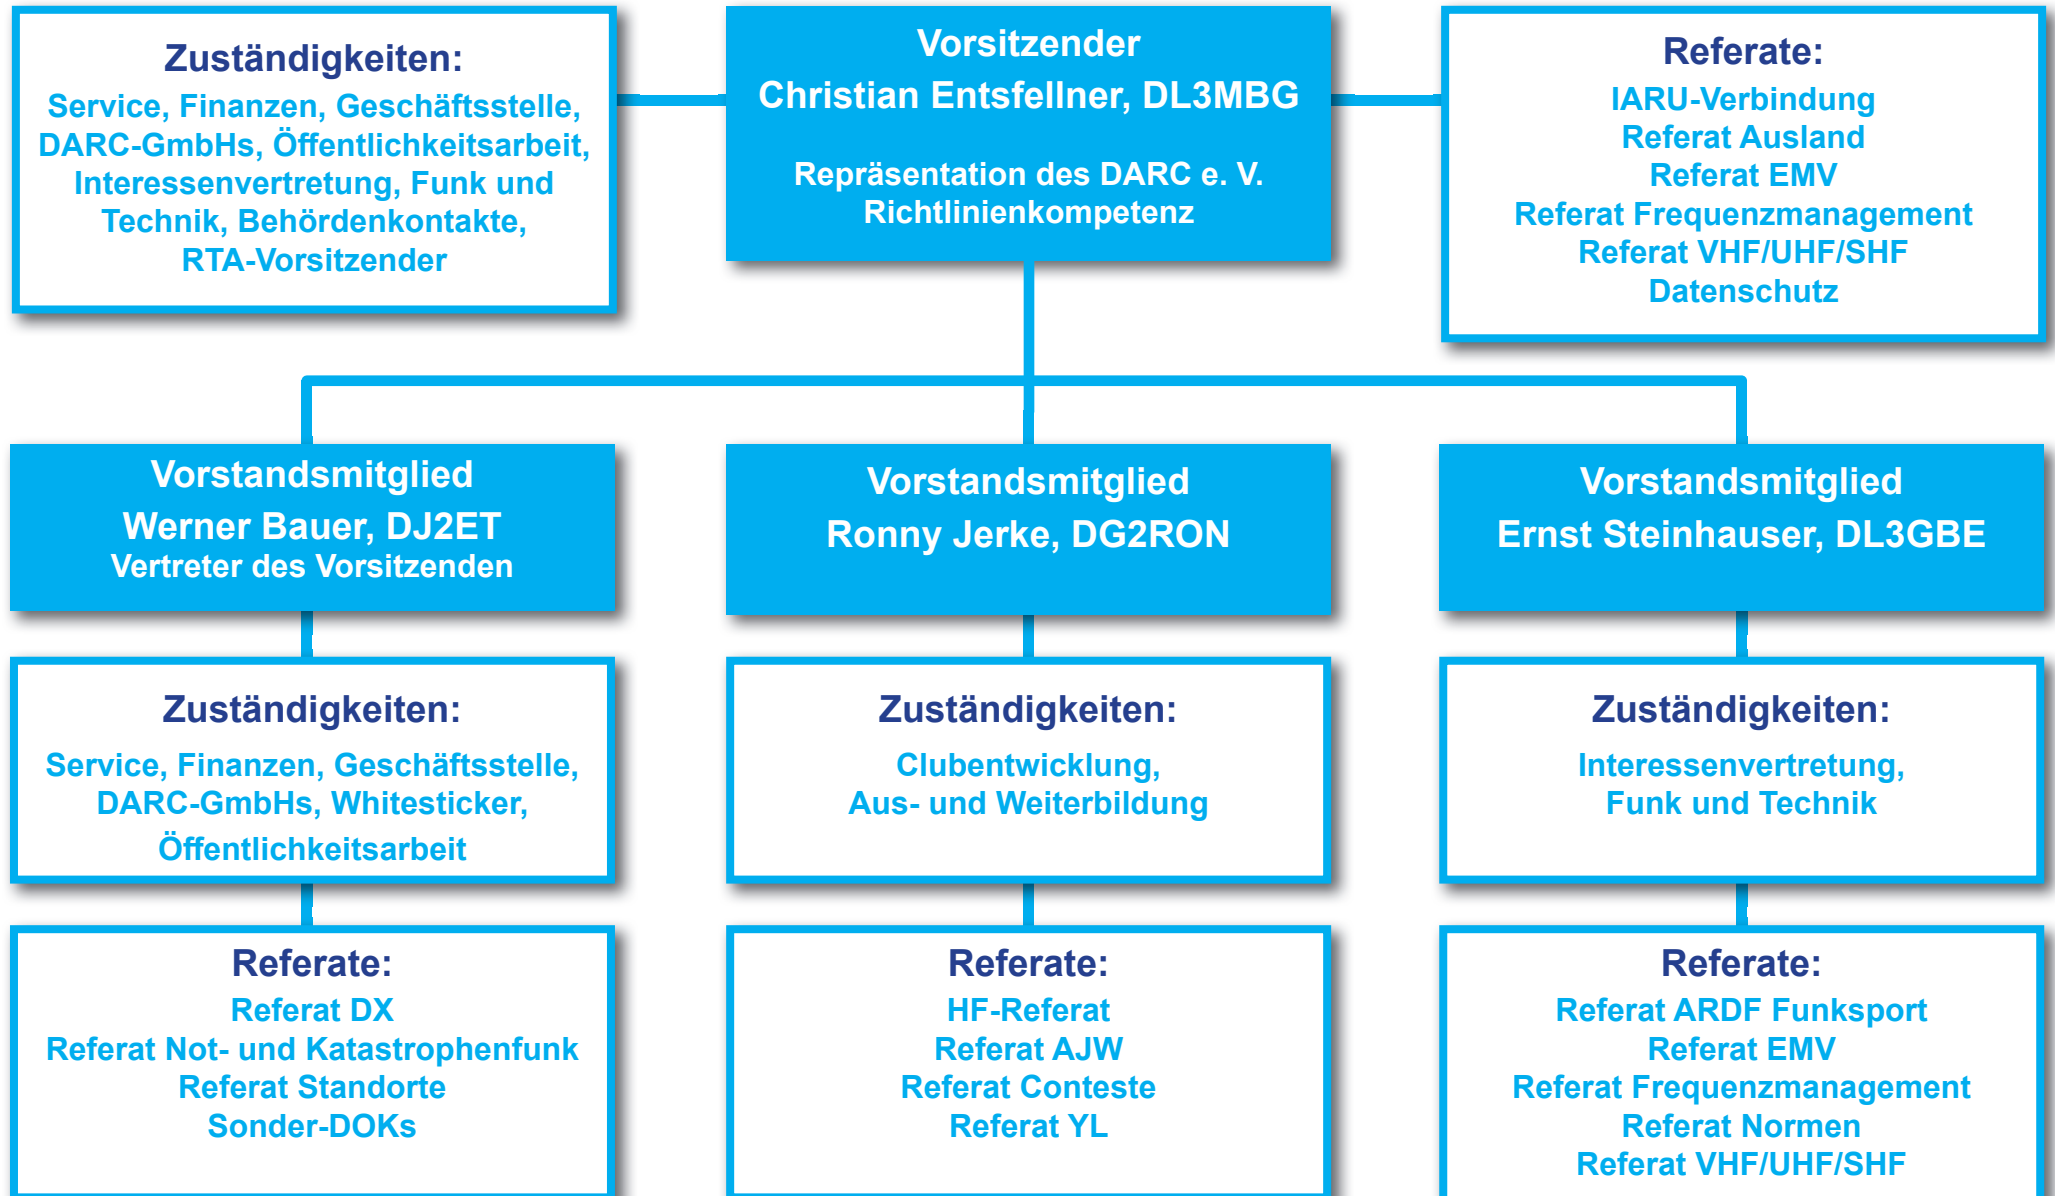 Zuständigkeiten:
Service, Finanzen, Geschäftsstelle,
DARC-GmbHs, Öffentlichkeitsarbeit,
Interessenvertretung, Funk und
Technik, Behördenkontakte,
RTA-Vorsitzender
Vorsitzender
Christian Entsfellner, DL3MBG
Repräsentation des DARC e. V.
Richtlinienkompetenz
Referate:
IARU-Verbindung
Referat Ausland
Referat EMV
Referat Frequenzmanagement
Referat VHF/UHF/SHF
Datenschutz
Vorstandsmitglied
Werner Bauer, DJ2ET
Vertreter des Vorsitzenden
Zuständigkeiten:
Service, Finanzen, Geschäftsstelle,
DARC-GmbHs, Whitesticker,
Öffentlichkeitsarbeit
Referate:
Referat DX
Referat Not- und Katastrophenfunk
Referat Standorte
Sonder-DOKs
Vorstandsmitglied
Ronny Jerke, DG2RON
Zuständigkeiten:
Clubentwicklung,
Aus- und Weiterbildung
Referate:
HF-Referat
Referat AJW
Referat Conteste
Referat YL
Vorstandsmitglied
Ernst Steinhauser, DL3GBE
Zuständigkeiten:
Interessenvertretung,
Funk und Technik
Referate:
Referat ARDF Funksport
Referat EMV
Referat Frequenzmanagement
Referat Normen
Referat VHF/UHF/SHF